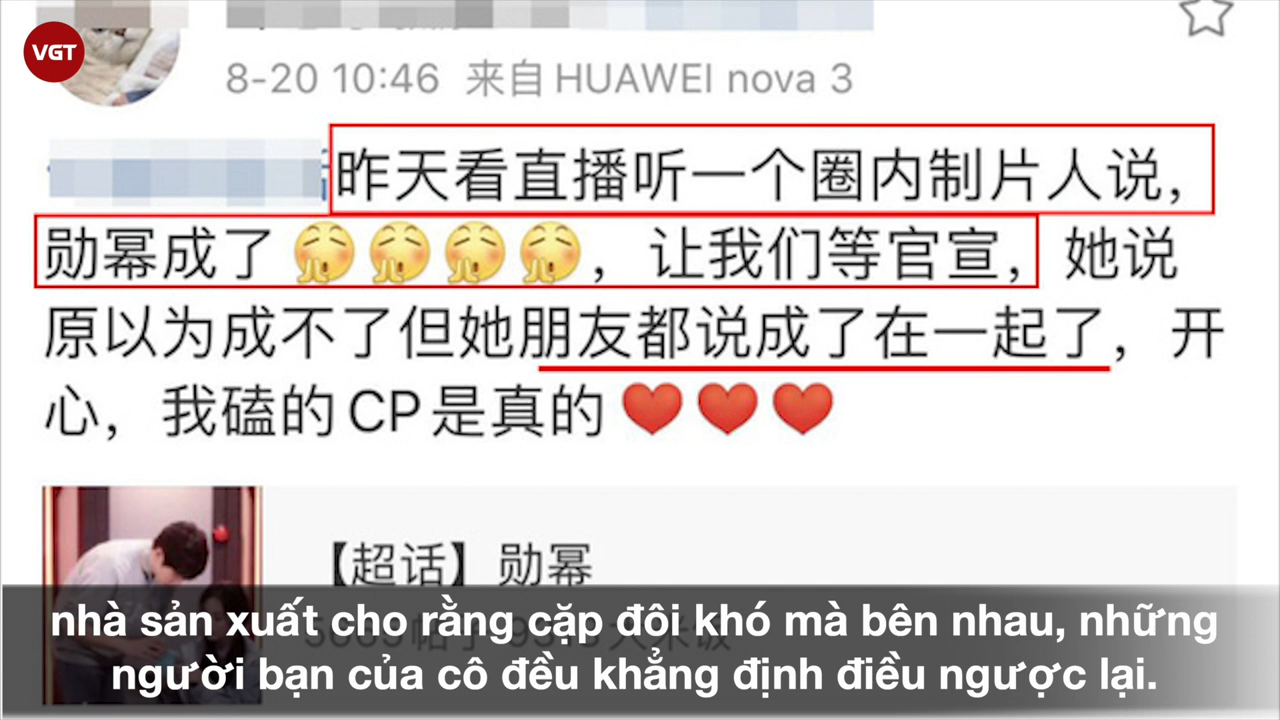 VGT
8-20 10:46 来自 HUAWEI nova 3
昨天看直播听一个圈内制片人说，
勋幂成了，让我们等官宣，她说
原以为成不了但她朋友都说成了在一起了，开
心，我磕的CP是真的
【超话】勋幂
nhà sản xuất cho rằng cặp đôi khó mà bên nhau, những
người bạn của cô đều khẳng định điều ngược lại.